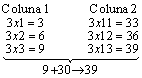 Coluna 1 Coluna 2
3x1 = 3 3x11 = 33
3x2 = 6 3x12 = 36
3x3 = 9 3x13 = 39
9+30→39